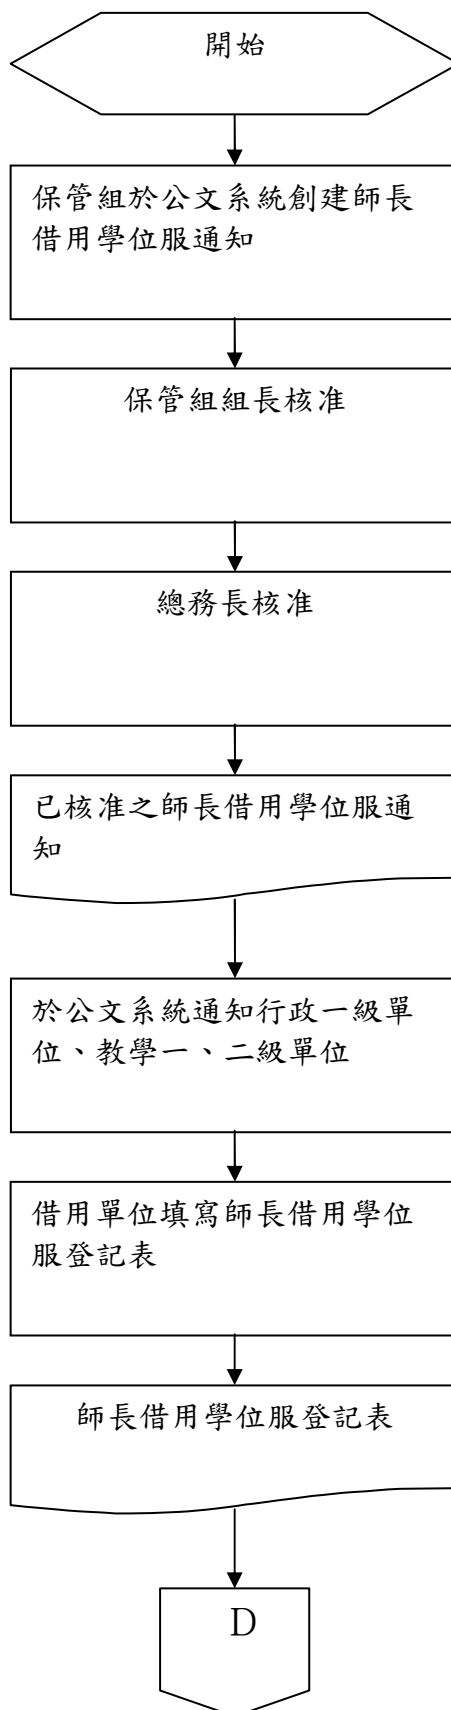 開始
保管組於公文系統創建師長
借用學位服通知
保管組組長核准
總務長核准
已核准之師長借用學位服通
知
於公文系統通知行政一級單
位、教學一、二級單位
借用單位填寫師長借用學位
服登記表
師長借用學位服登記表
D